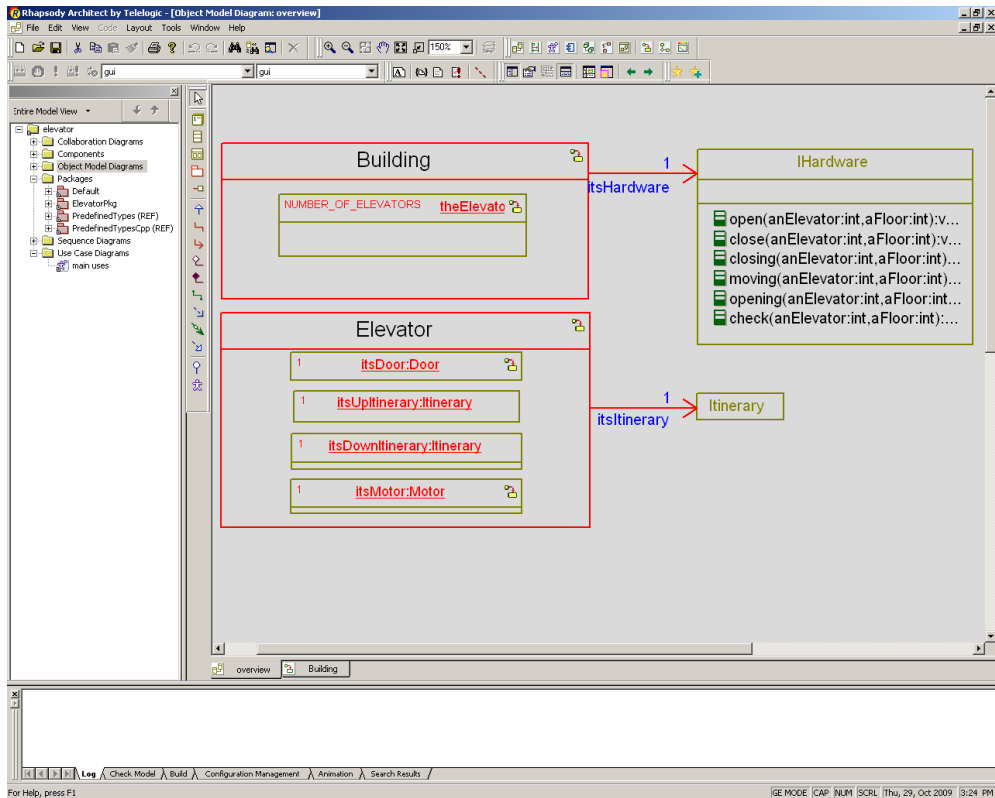 Rhapsody Architect by Telelogic - [Object Model Diagram: overview]
File Edit View Code Layout Tools Window Help
150%
gui gui
Entire Model View
elevator
Collaboration Diagrams
Components
Object Model Diagrams
Packages
Default
ElevatorPkg
PredefinedTypes (REF)
PredefinedTypesCpp (REF)
Sequence Diagrams
Use Case Diagrams
main uses
Building
NUMBER_OF_ELEVATORS theElevato
1
itsHardware
IHardware
open(anElevator:int,aFloor:int):v...
close(anElevator:int,aFloor:int):v...
closing(anElevator:int,aFloor:int)...
moving(anElevator:int,aFloor:int)...
opening(anElevator:int,aFloor:int...
check(anElevator:int,aFloor:int):...
Elevator
1 itsDoor:Door
1 itsUpItinerary:Itinerary
1 itsDownItinerary:Itinerary
1 itsMotor:Motor
1
itsItinerary
Itinerary
overview Building
Log Check Model Build Configuration Management Animation Search Results
For Help, press F1
GE MODE CAP NUM SCRL Thu, 29, Oct 2009 3:24 PM